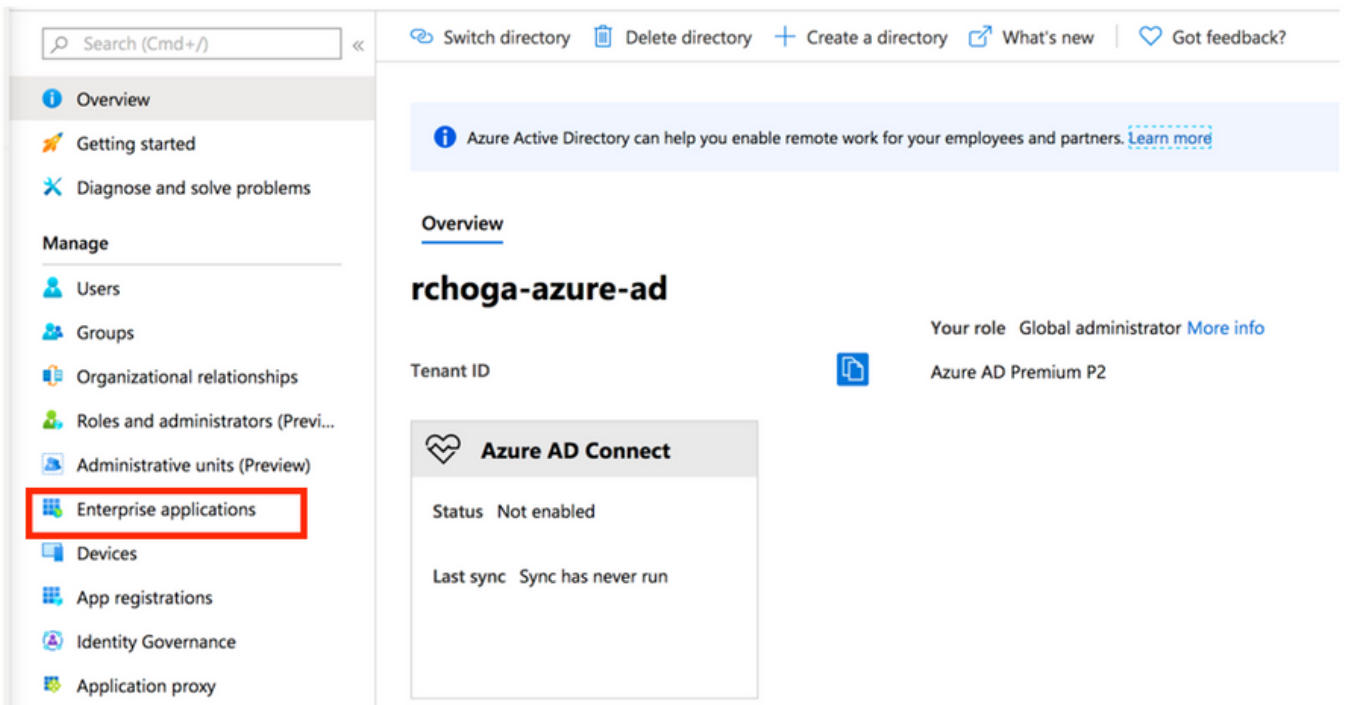 Search (Cmd+/)
«
Switch directory Delete directory Create a directory What's new Got feedback?
Overview
Getting started
Diagnose and solve problems
Manage
Users
Groups
Organizational relationships
Roles and administrators (Previ...
Administrative units (Preview)
Enterprise applications
Devices
App registrations
Identity Governance
Application proxy
Azure Active Directory can help you enable remote work for your employees and partners. Learn more
Overview
rchoga-azure-ad
Your role Global administrator More info
Tenant ID
Azure AD Premium P2
Azure AD Connect
Status Not enabled
Last sync Sync has never run